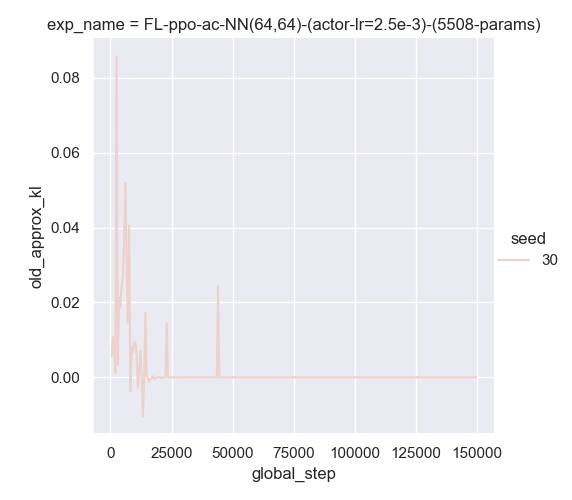 exp_name = FL-ppo-ac-NN(64,64)-(actor-lr=2.5e-3)-(5508-params)
0.08
0.06
0.04
0.02
0.00
old_approx_kl
seed
30
0 25000 50000 75000 100000 125000 150000
global_step